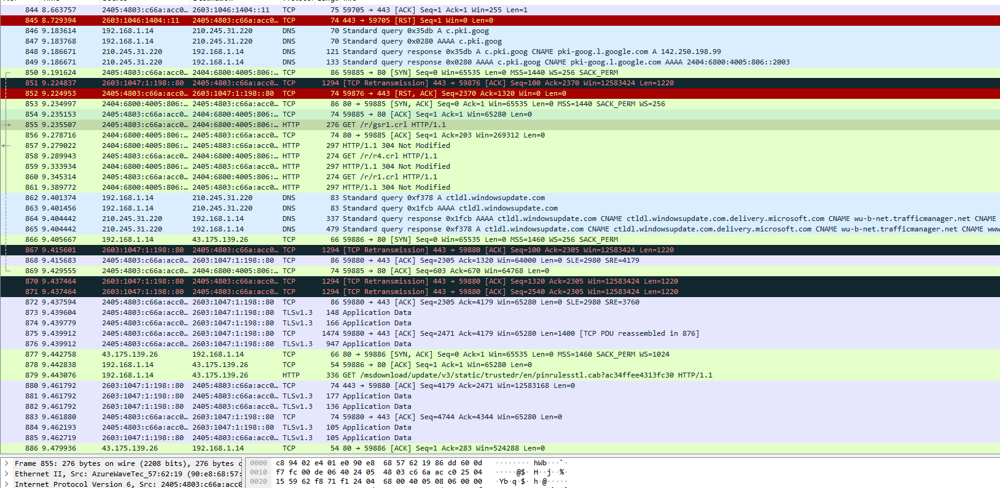 844 8.663757 2405:4803:c66a:acc0… 2603:1046:1404::11 TCP 75 59705 → 443 [ACK] Seq=1 Ack=1 Win=255 Len=1
845 8.729394 2603:1046:1404::11 2405:4803:c66a:acc0… TCP 74 443 → 59705 [RST] Seq=1 Win=0 Len=0
846 9.183614 192.168.1.14 210.245.31.220 DNS 70 Standard query 0x35db A c.pki.goog
847 9.183768 192.168.1.14 210.245.31.220 DNS 70 Standard query 0x0280 AAAA c.pki.goog
848 9.186671 210.245.31.220 192.168.1.14 DNS 121 Standard query response 0x35db A c.pki.goog CNAME pki-goog.l.google.com A 142.250.198.99
849 9.186671 210.245.31.220 192.168.1.14 DNS 133 Standard query response 0x0280 AAAA c.pki.goog CNAME pki-goog.l.google.com AAAA 2404:6800:4005:806::2003
850 9.191624 2405:4803:c66a:acc0… 2404:6800:4005:806:… TCP 86 59885 → 80 [SYN] Seq=0 Win=65535 Len=0 MSS=1440 WS=256 SACK_PERM
851 9.224837 2603:1047:1:198::80 2405:4803:c66a:acc0… TCP 1294 [TCP Retransmission] 443 → 59876 [ACK] Seq=100 Ack=2370 Win=12583424 Len=1220
852 9.224953 2405:4803:c66a:acc0… 2603:1047:1:198::80 TCP 74 59876 → 443 [RST, ACK] Seq=2370 Ack=1320 Win=0 Len=0
853 9.234997 2404:6800:4005:806:… 2405:4803:c66a:acc0… TCP 86 80 → 59885 [SYN, ACK] Seq=0 Ack=1 Win=65535 Len=0 MSS=1440 SACK_PERM WS=256
854 9.235153 2405:4803:c66a:acc0… 2404:6800:4005:806:… TCP 74 59885 → 80 [ACK] Seq=1 Ack=1 Win=65280 Len=0
855 9.235507 2405:4803:c66a:acc0… 2404:6800:4005:806:… HTTP 276 GET /r/gsr1.crl HTTP/1.1
856 9.278716 2404:6800:4005:806:… 2405:4803:c66a:acc0… TCP 74 80 → 59885 [ACK] Seq=1 Ack=203 Win=269312 Len=0
857 9.279022 2404:6800:4005:806:… 2405:4803:c66a:acc0… HTTP 297 HTTP/1.1 304 Not Modified
858 9.289943 2405:4803:c66a:acc0… 2404:6800:4005:806:… HTTP 274 GET /r/r4.crl HTTP/1.1
859 9.333934 2404:6800:4005:806:… 2405:4803:c66a:acc0… HTTP 297 HTTP/1.1 304 Not Modified
860 9.345314 2405:4803:c66a:acc0… 2404:6800:4005:806:… HTTP 274 GET /r/r1.crl HTTP/1.1
861 9.389772 2404:6800:4005:806:… 2405:4803:c66a:acc0… HTTP 297 HTTP/1.1 304 Not Modified
862 9.401374 192.168.1.14 210.245.31.220 DNS 83 Standard query 0xf378 A ctldl.windowsupdate.com
863 9.401456 192.168.1.14 210.245.31.220 DNS 83 Standard query 0x1fcb AAAA ctldl.windowsupdate.com
864 9.404442 210.245.31.220 192.168.1.14 DNS 337 Standard query response 0x1fcb AAAA ctldl.windowsupdate.com CNAME ctldl.windowsupdate.com.delivery.microsoft.com CNAME wu-b-net.trafficmanager.net CNAME
865 9.404442 210.245.31.220 192.168.1.14 DNS 479 Standard query response 0xf378 A ctldl.windowsupdate.com CNAME ctldl.windowsupdate.com.delivery.microsoft.com CNAME wu-b-net.trafficmanager.net CNAME www
866 9.405667 192.168.1.14 43.175.139.26 TCP 66 59886 → 80 [SYN] Seq=0 Win=65535 Len=0 MSS=1460 WS=256 SACK_PERM
867 9.415601 2603:1047:1:198::80 2405:4803:c66a:acc0… TCP 1294 [TCP Retransmission] 443 → 59880 [ACK] Seq=100 Ack=2305 Win=12583424 Len=1220
868 9.415683 2405:4803:c66a:acc0… 2603:1047:1:198::80 TCP 86 59880 → 443 [ACK] Seq=2305 Ack=1320 Win=64000 Len=0 SLE=2980 SRE=4179
869 9.429555 2405:4803:c66a:acc0… 2404:6800:4005:806:… TCP 74 59885 → 80 [ACK] Seq=603 Ack=670 Win=64768 Len=0
870 9.437464 2603:1047:1:198::80 2405:4803:c66a:acc0… TCP 1294 [TCP Retransmission] 443 → 59880 [ACK] Seq=1320 Ack=2305 Win=12583424 Len=1220
871 9.437464 2603:1047:1:198::80 2405:4803:c66a:acc0… TCP 1294 [TCP Retransmission] 443 → 59880 [ACK] Seq=2540 Ack=2305 Win=12583424 Len=1220
872 9.437594 2405:4803:c66a:acc0… 2603:1047:1:198::80 TCP 86 59880 → 443 [ACK] Seq=2305 Ack=4179 Win=65280 Len=0 SLE=2980 SRE=3760
873 9.439604 2405:4803:c66a:acc0… 2603:1047:1:198::80 TLSv1.3 148 Application Data
874 9.439779 2405:4803:c66a:acc0… 2603:1047:1:198::80 TLSv1.3 166 Application Data
875 9.439912 2405:4803:c66a:acc0… 2603:1047:1:198::80 TCP 1474 59880 → 443 [ACK] Seq=2471 Ack=4179 Win=65280 Len=1400 [TCP PDU reassembled in 876]
876 9.439912 2405:4803:c66a:acc0… 2603:1047:1:198::80 TLSv1.3 947 Application Data
877 9.442758 43.175.139.26 192.168.1.14 TCP 66 80 → 59886 [SYN, ACK] Seq=0 Ack=1 Win=65535 Len=0 MSS=1460 SACK_PERM WS=1024
878 9.442838 192.168.1.14 43.175.139.26 TCP 54 59886 → 80 [ACK] Seq=1 Ack=1 Win=65280 Len=0
879 9.443076 192.168.1.14 43.175.139.26 HTTP 336 GET /msdownload/update/v3/static/trustedr/en/pinrulesstl.cab?ac34ffee4313fc30 HTTP/1.1
880 9.461792 2603:1047:1:198::80 2405:4803:c66a:acc0… TCP 74 443 → 59880 [ACK] Seq=4179 Ack=2471 Win=12583168 Len=0
881 9.461792 2603:1047:1:198::80 2405:4803:c66a:acc0… TLSv1.3 177 Application Data
882 9.461792 2603:1047:1:198::80 2405:4803:c66a:acc0… TLSv1.3 136 Application Data
883 9.461880 2405:4803:c66a:acc0… 2603:1047:1:198::80 TCP 74 59880 → 443 [ACK] Seq=4744 Ack=4344 Win=65280 Len=0
884 9.462193 2405:4803:c66a:acc0… 2603:1047:1:198::80 TLSv1.3 105 Application Data
885 9.462719 2603:1047:1:198::80 2405:4803:c66a:acc0… TLSv1.3 105 Application Data
886 9.479936 43.175.139.26 192.168.1.14 TCP 54 80 → 59886 [ACK] Seq=1 Ack=283 Win=524288 Len=0
Frame 855: 276 bytes on wire (2208 bits), 276 bytes c
Ethernet II, Src: AzureWaveTec_57:62:19 (90:e8:68:57:
Internet Protocol Version 6, Src: 2405:4803:c66a:acc0
0000 c8 94 02 e4 01 e0 90 e8 68 57 62 19 86 dd 60 0d ········ hWb···`·
0010 f7 fc 00 de 06 40 24 05 48 03 c6 6a ac c0 25 04 ·····@$· H··j··%·
0020 15 59 62 f8 71 f1 24 04 68 00 40 05 08 06 00 00 ·Yb·q·$· h·@·····